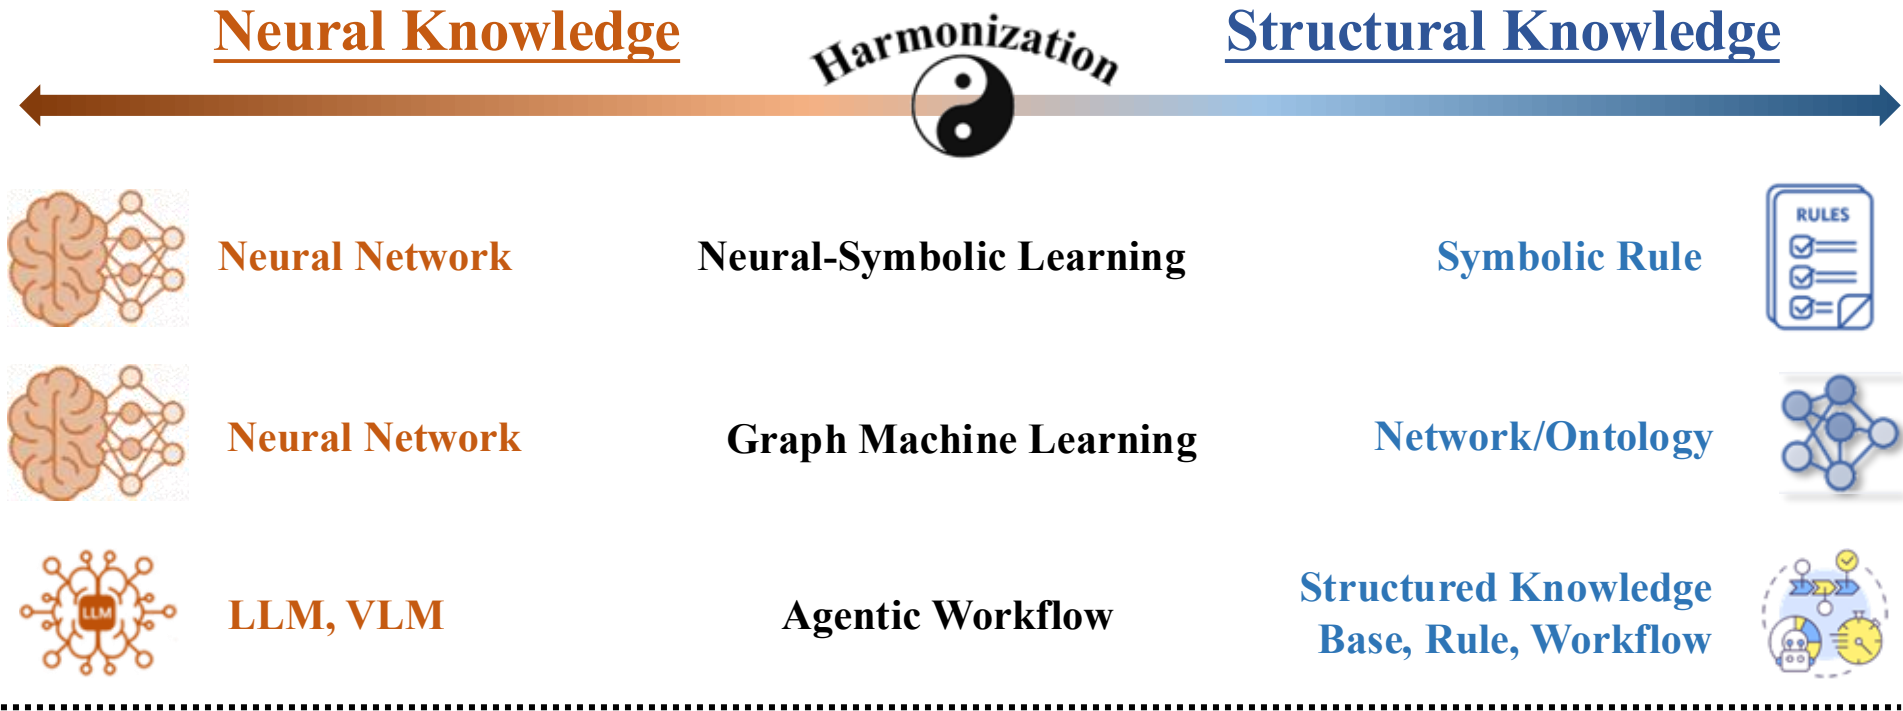 Neural Knowledge
Harmonization
Structural Knowledge
Neural Network
Neural-Symbolic Learning
Symbolic Rule
RULES
Neural Network
Graph Machine Learning
Network/Ontology
LLM
LLM, VLM
Agentic Workflow
Structured Knowledge
Base, Rule, Workflow